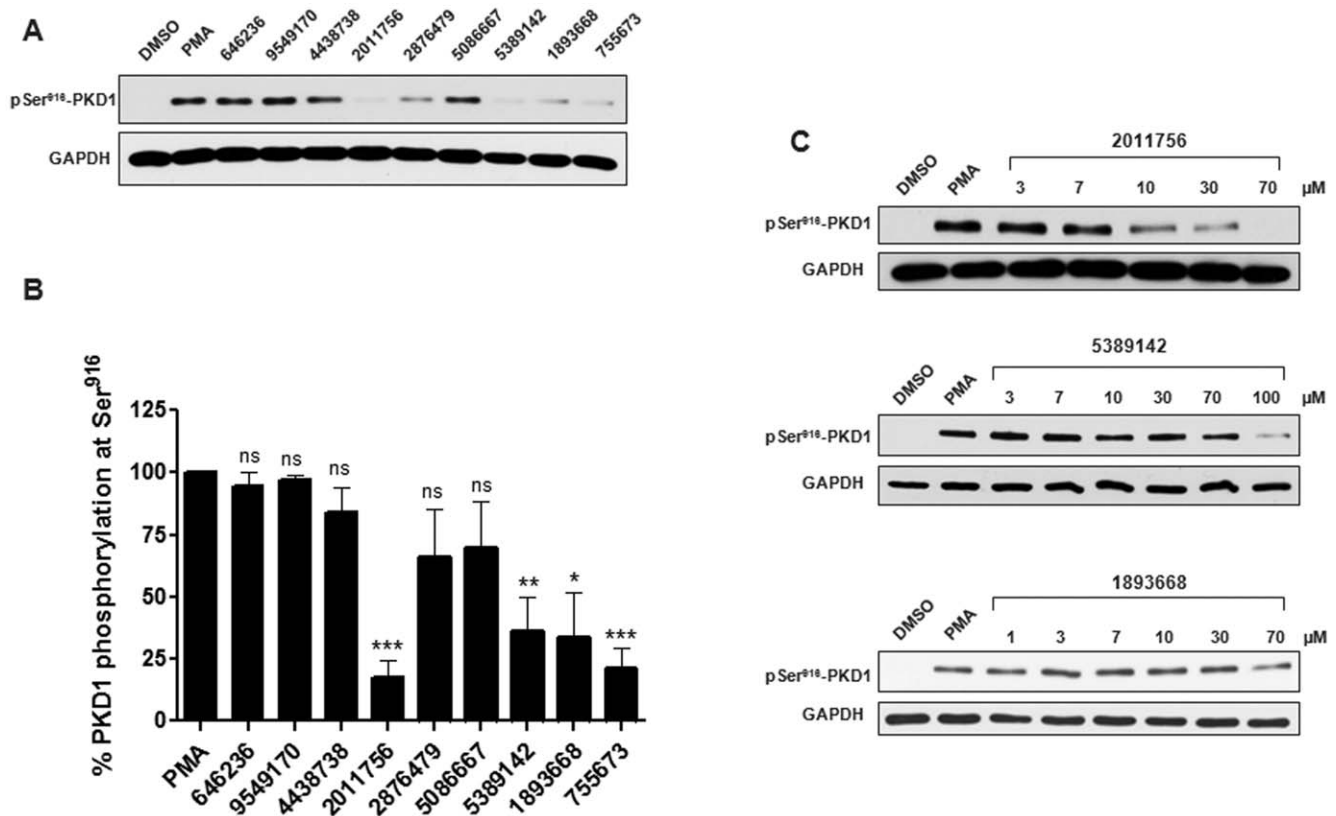 A
DMSO PMA 646236 9549170 4438738 2011756 2876479 5086667 5389142 1893668 755673
pSer⁹¹⁶-PKD1
GAPDH
B
% PKD1 phosphorylation at Ser⁹¹⁶
125
100
75
50
25
0
ns ns ns *** ns ns ** * ***
PMA 646236 9549170 4438738 2011756 2876479 5086667 5389142 1893668 755673
C
2011756
DMSO PMA 3 7 10 30 70 µM
pSer⁹¹⁶-PKD1
GAPDH
5389142
DMSO PMA 3 7 10 30 70 100 µM
pSer⁹¹⁶-PKD1
GAPDH
1893668
DMSO PMA 1 3 7 10 30 70 µM
pSer⁹¹⁶-PKD1
GAPDH